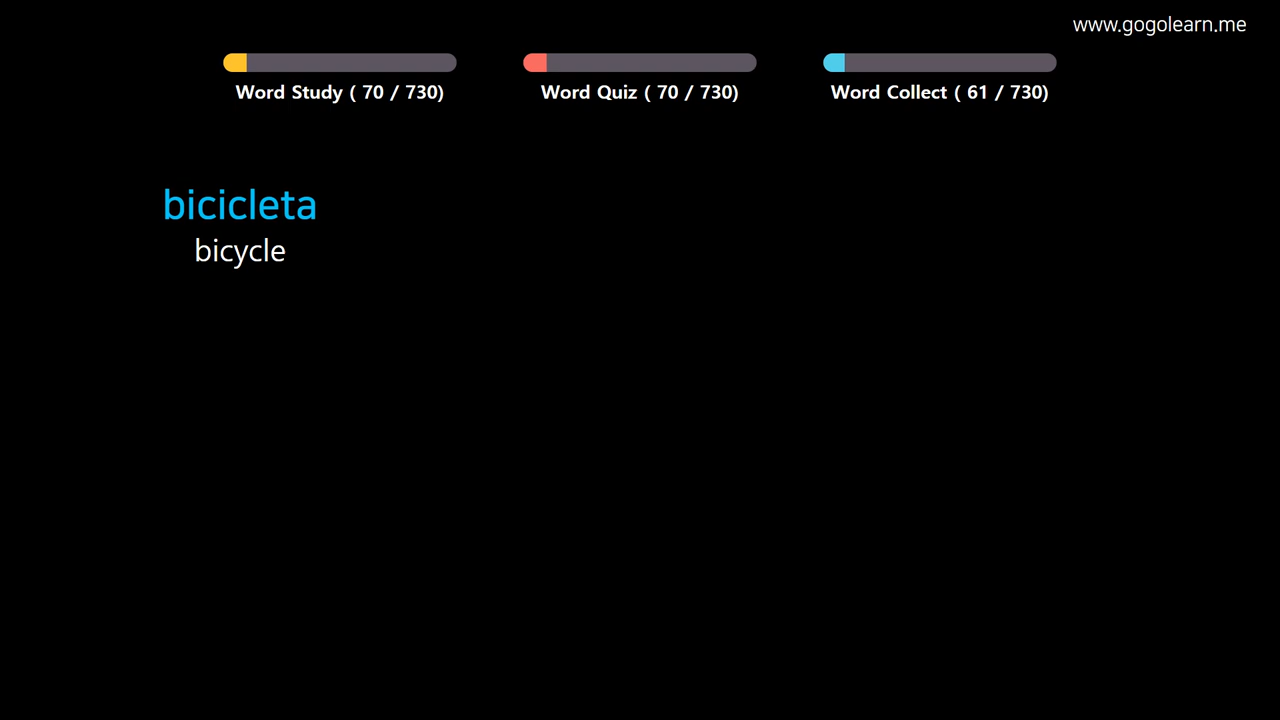 www.gogolearn.me
Word Study ( 70 / 730)
Word Quiz ( 70 / 730)
Word Collect ( 61 / 730)
bicicleta
bicycle